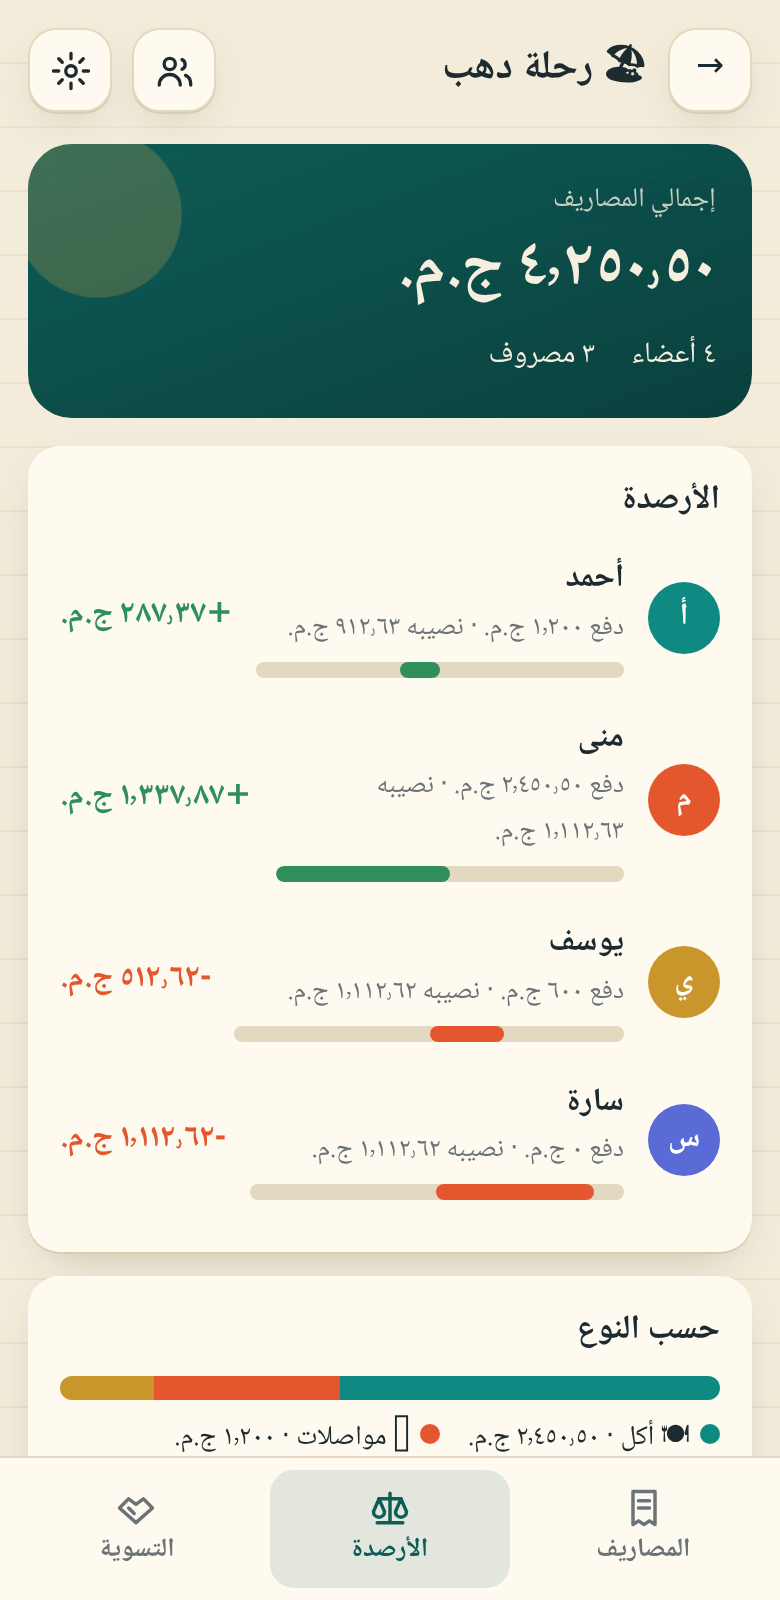 → 🏖 رحلة دهب
إجمالي المصاريف
٤٬٢٥٠٫٥٠ ج.م.
٤ أعضاء ٣ مصروف
الأرصدة
أ
أحمد
دفع ١٬٢٠٠ ج.م. · نصيبه ٩١٢٫٦٣ ج.م.
+٢٨٧٫٣٧ ج.م.
م
منى
دفع ٢٬٤٥٠٫٥٠ ج.م. · نصيبه
١٬١١٢٫٦٣ ج.م.
+١٬٣٣٧٫٨٧ ج.م.
ي
يوسف
دفع ٦٠٠ ج.م. · نصيبه ١٬١١٢٫٦٢ ج.م.
-٥١٢٫٦٢ ج.م.
س
سارة
دفع ٠ ج.م. · نصيبه ١٬١١٢٫٦٢ ج.م.
-١٬١١٢٫٦٢ ج.م.
حسب النوع
🍽 أكل · ٢٬٤٥٠٫٥٠ ج.م. ▯ مواصلات · ١٬٢٠٠ ج.م.
المصاريف الأرصدة التسوية